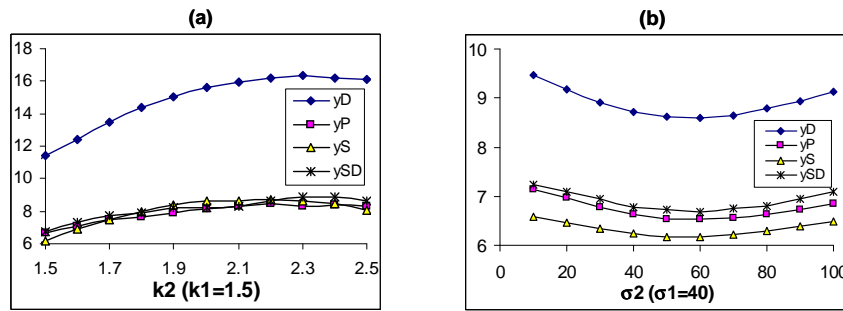 (a)
18
16
14
12
10
8
6
1.5
1.7
1.9
2.1
2.3
2.5
k2 (k1=1.5)
yD
yP
yS
ySD
(b)
10
9
8
7
6
0
20
40
60
80
100
σ2 (σ1=40)
yD
yP
yS
ySD